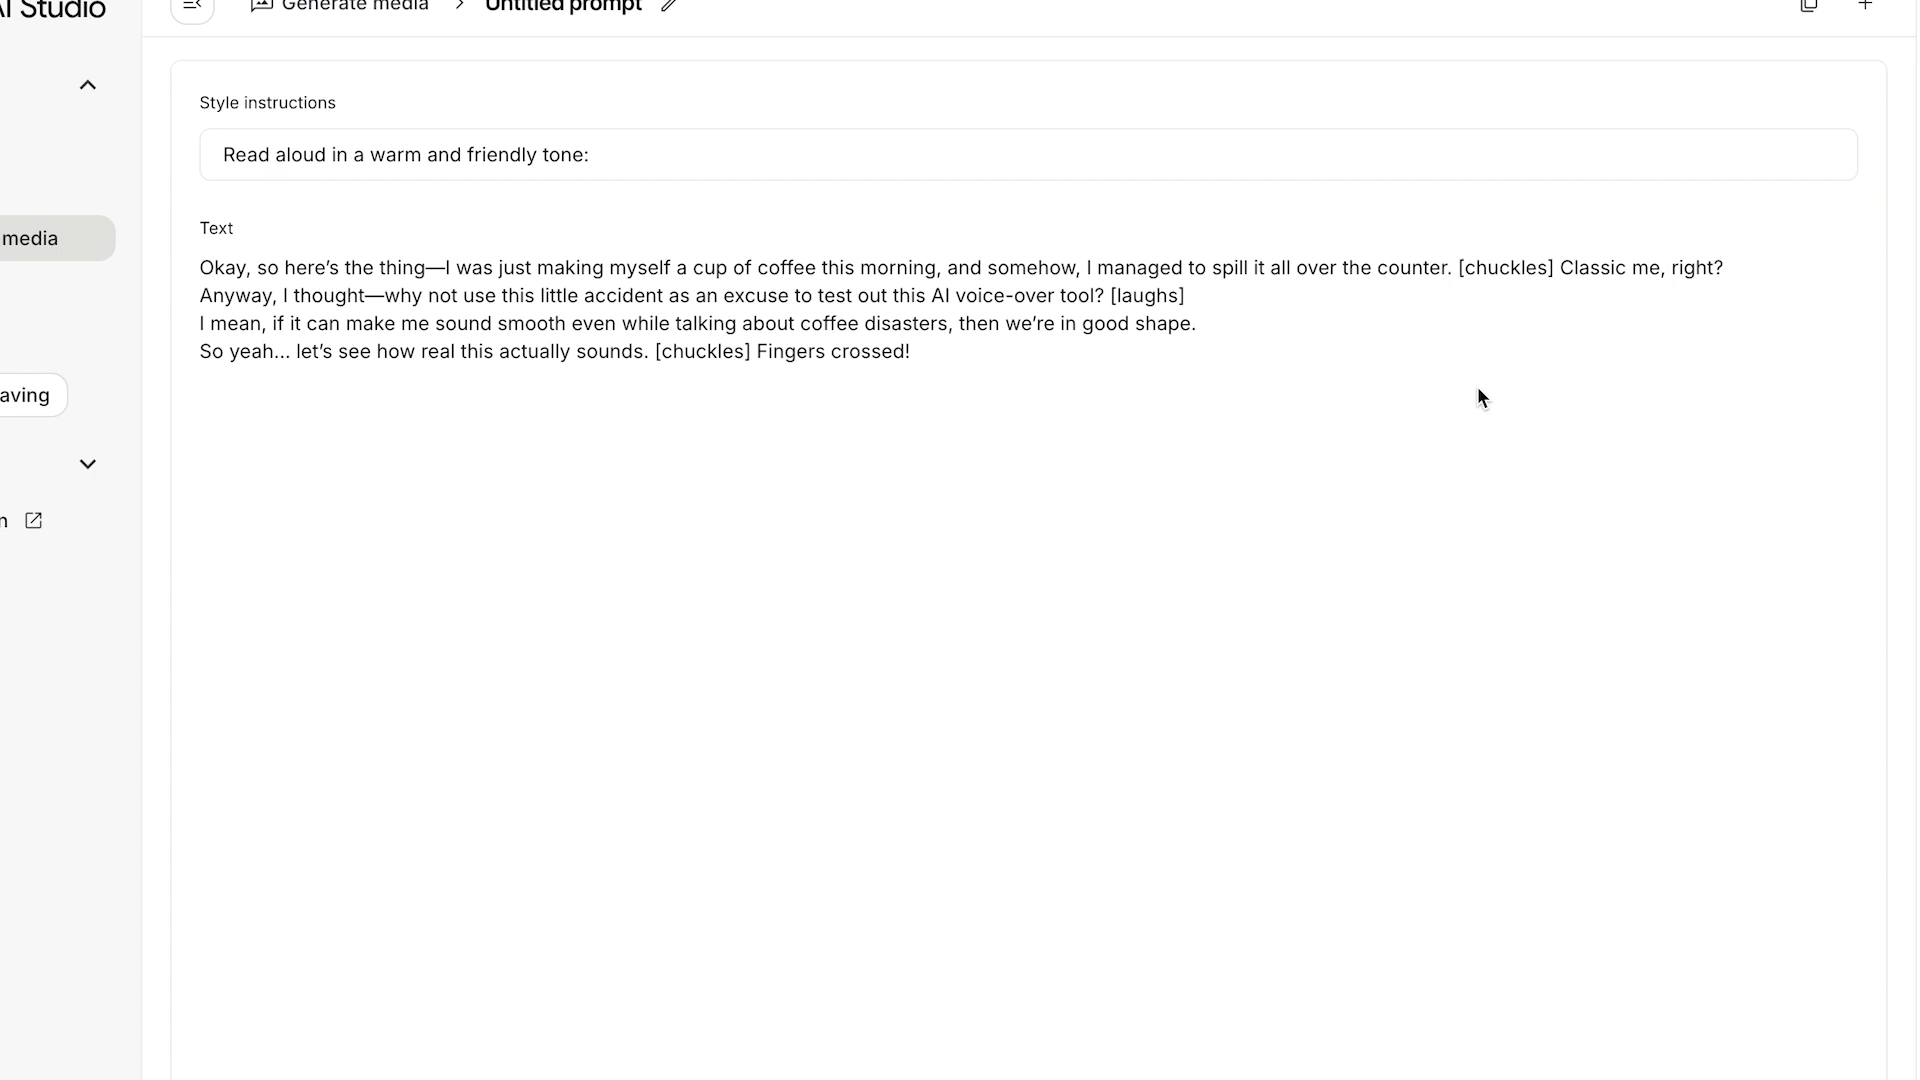 AI Studio
Generate media > Untitled prompt
media
aving
n
Style instructions
Read aloud in a warm and friendly tone:
Text
Okay, so here’s the thing—I was just making myself a cup of coffee this morning, and somehow, I managed to spill it all over the counter. [chuckles] Classic me, right?
Anyway, I thought—why not use this little accident as an excuse to test out this AI voice-over tool? [laughs]
I mean, if it can make me sound smooth even while talking about coffee disasters, then we’re in good shape.
So yeah... let’s see how real this actually sounds. [chuckles] Fingers crossed!